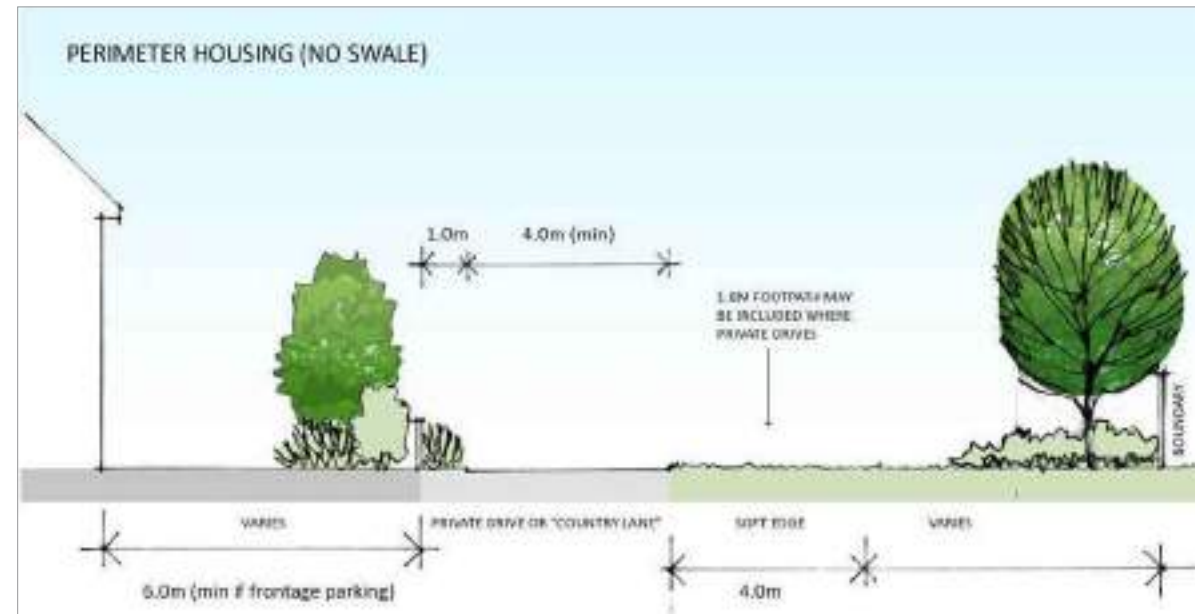 PERIMETER HOUSING (NO SWALE)
1.0m
4.0m (min)
1.8M FOOTPATH MAY
BE INCLUDED WHERE
PRIVATE DRIVES
BOUNDARY
VARIES
PRIVATE DRIVE OR "COUNTRY LANE"
SOFT EDGE
VARIES
6.0m (min if frontage parking)
4.0m